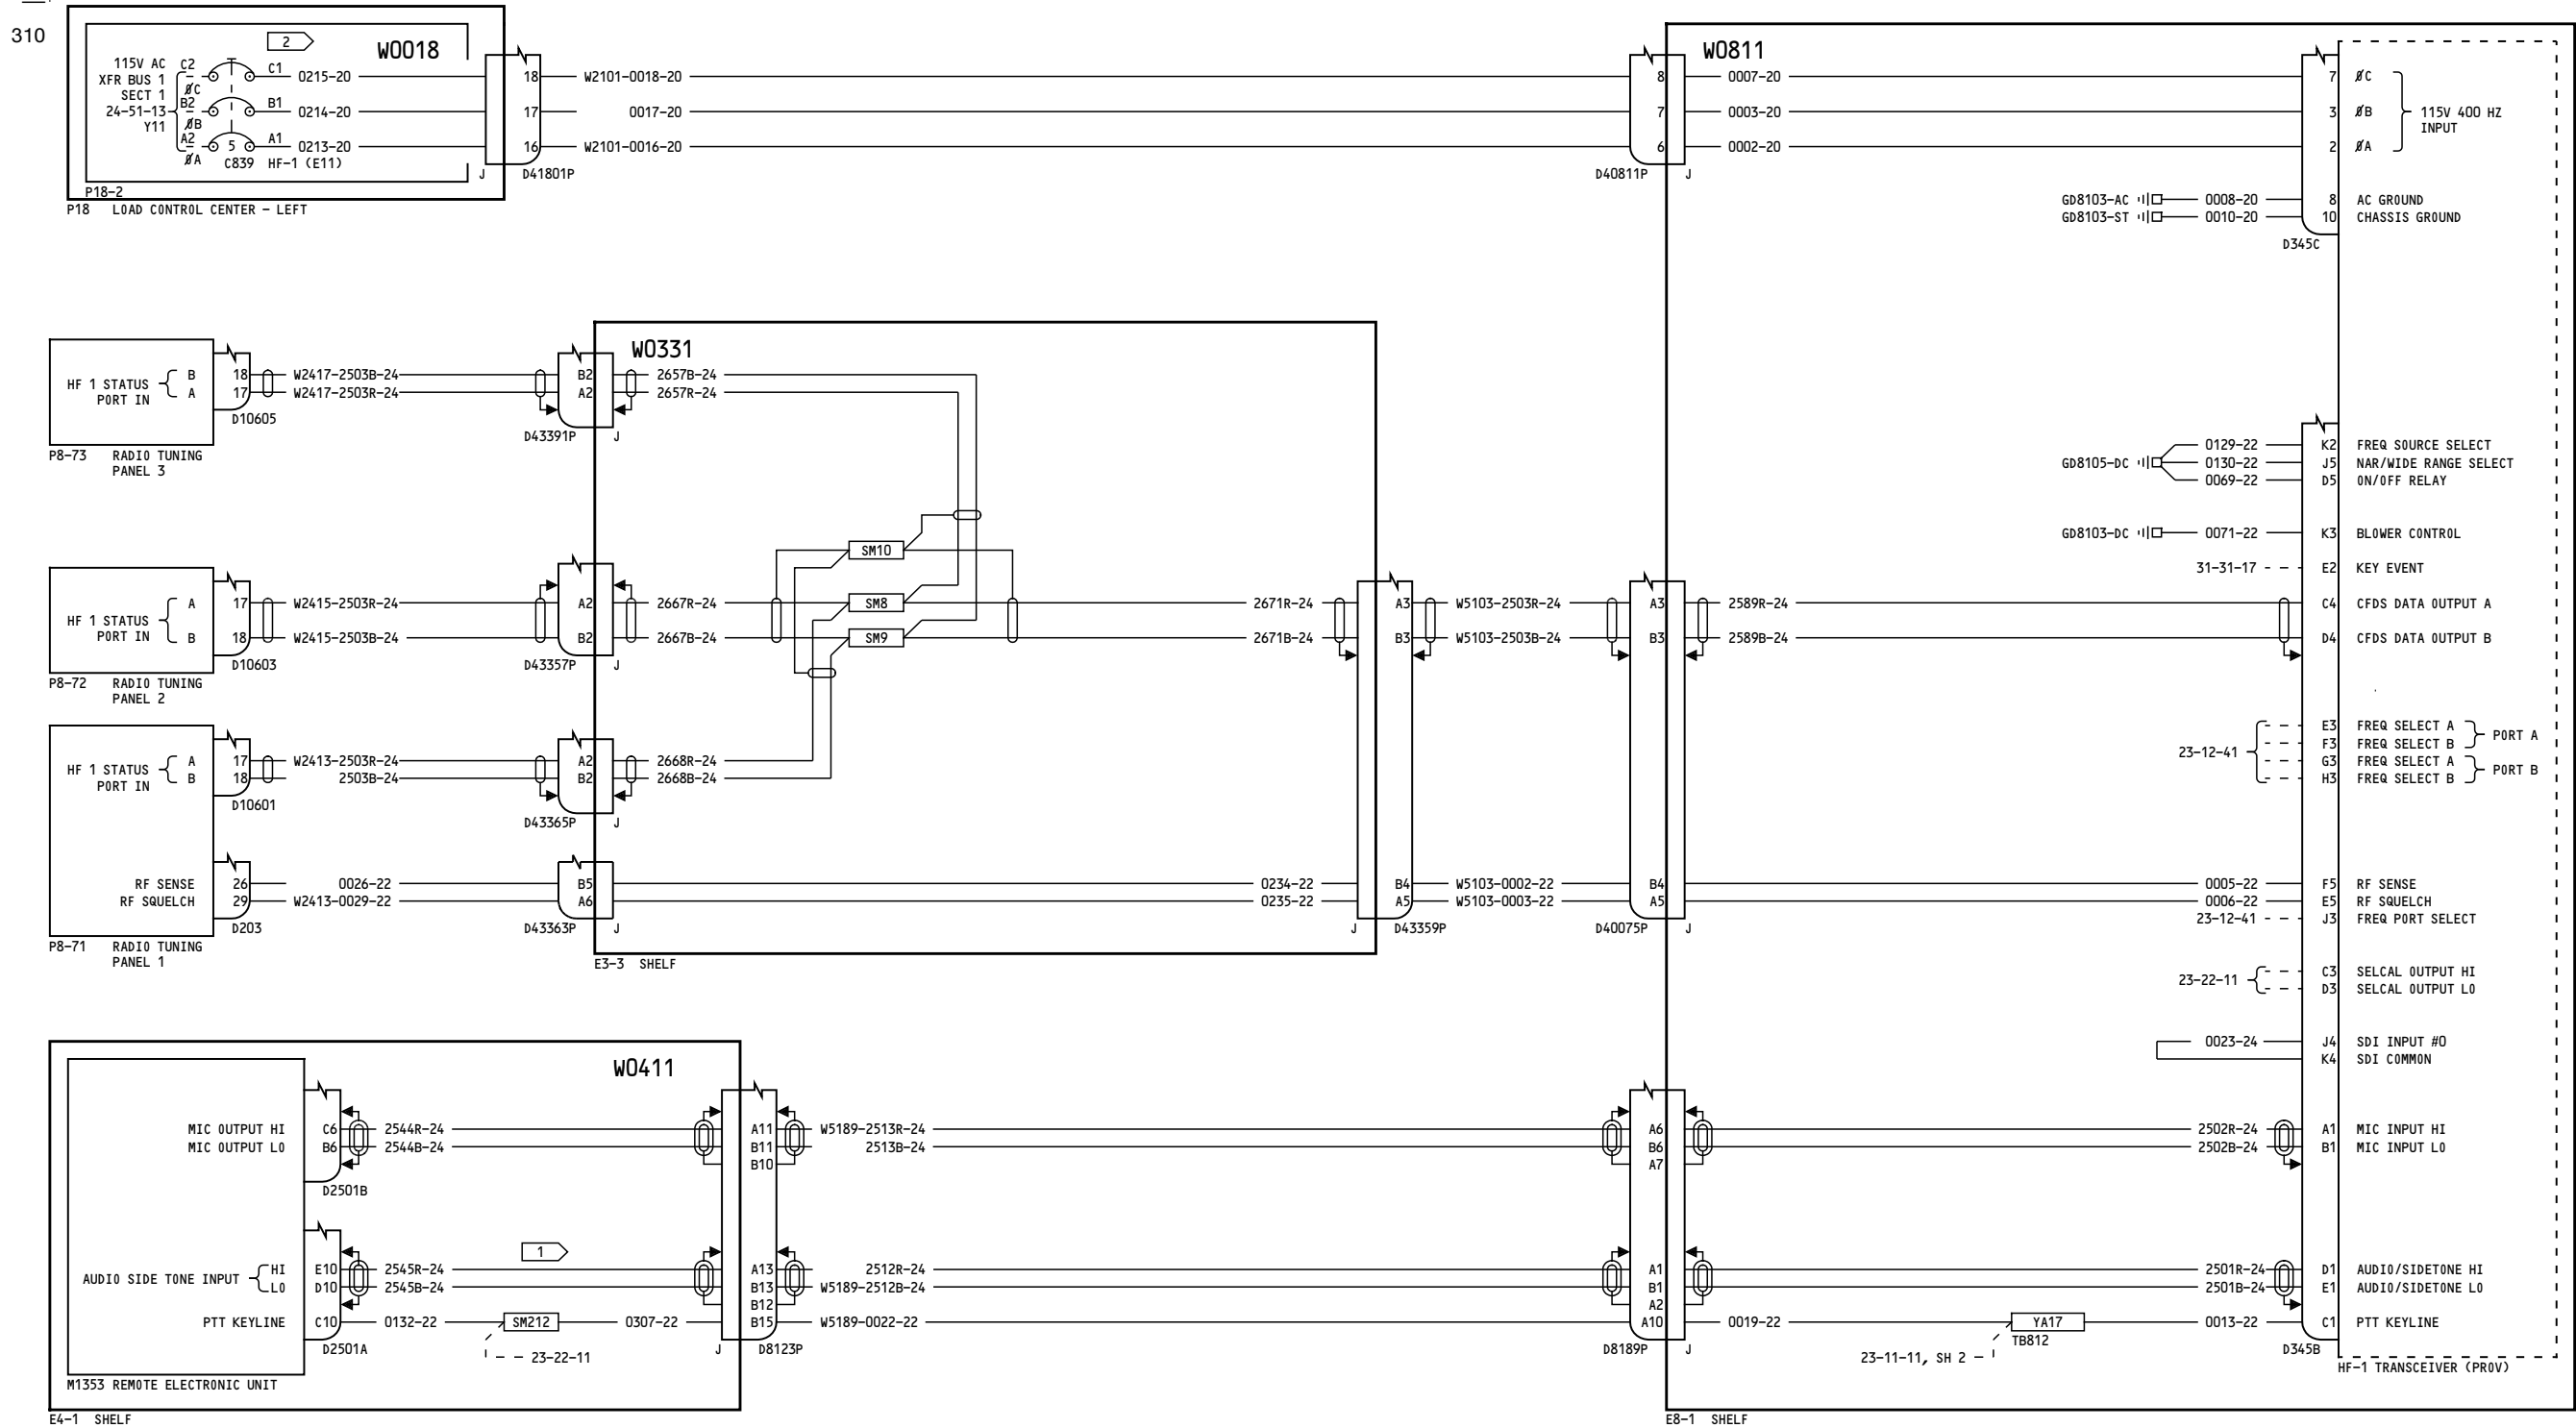 310
W0018
2
115V AC
XFR BUS 1
SECT 1
24-51-13
Y11
C2 C1 0215-20
ØC
B2 B1 0214-20
ØB
A2 5 A1 0213-20
ØA C839 HF-1 (E11)
P18-2
P18 LOAD CONTROL CENTER - LEFT
18 W2101-0018-20
17 0017-20
16 W2101-0016-20
J D41801P
W0811
8 0007-20 7 ØC
7 0003-20 3 ØB
6 0002-20 2 ØA
115V 400 HZ
INPUT
D40811P J
GD8103-AC 0008-20 8 AC GROUND
GD8103-ST 0010-20 10 CHASSIS GROUND
D345C
W0331
HF 1 STATUS
PORT IN
B 18 W2417-2503B-24 B2 2657B-24
A 17 W2417-2503R-24 A2 2657R-24
D10605
D43391P J
P8-73 RADIO TUNING
PANEL 3
GD8105-DC
0129-22 K2 FREQ SOURCE SELECT
0130-22 J5 NAR/WIDE RANGE SELECT
0069-22 D5 ON/OFF RELAY
GD8103-DC 0071-22 K3 BLOWER CONTROL
31-31-17 E2 KEY EVENT
SM10
HF 1 STATUS
PORT IN
A 17 W2415-2503R-24 A2 2667R-24 SM8 2671R-24 A3 W5103-2503R-24 A3 2589R-24 C4 CFDS DATA OUTPUT A
B 18 W2415-2503B-24 B2 2667B-24 SM9 2671B-24 B3 W5103-2503B-24 B3 2589B-24 D4 CFDS DATA OUTPUT B
D10603
D43357P J
P8-72 RADIO TUNING
PANEL 2
23-12-41
E3 FREQ SELECT A
F3 FREQ SELECT B
PORT A
G3 FREQ SELECT A
H3 FREQ SELECT B
PORT B
HF 1 STATUS
PORT IN
A 17 W2413-2503R-24 A2 2668R-24
B 18 2503B-24 B2 2668B-24
D10601
D43365P J
RF SENSE 26 0026-22 B5 0234-22 B4 W5103-0002-22 B4 0005-22 F5 RF SENSE
RF SQUELCH 29 W2413-0029-22 A6 0235-22 A5 W5103-0003-22 A5 0006-22 E5 RF SQUELCH
23-12-41 J3 FREQ PORT SELECT
D203
D43363P J
J D43359P
D40075P J
P8-71 RADIO TUNING
PANEL 1
E3-3 SHELF
23-22-11
C3 SELCAL OUTPUT HI
D3 SELCAL OUTPUT LO
0023-24 J4 SDI INPUT #0
K4 SDI COMMON
W0411
MIC OUTPUT HI C6 2544R-24 A11 W5189-2513R-24 A6 2502R-24 A1 MIC INPUT HI
MIC OUTPUT LO B6 2544B-24 B11 2513B-24 B6 2502B-24 B1 MIC INPUT LO
B10 A7
D2501B
1
AUDIO SIDE TONE INPUT
HI E10 2545R-24 A13 2512R-24 A1 2501R-24 D1 AUDIO/SIDETONE HI
LO D10 2545B-24 B13 W5189-2512B-24 B1 2501B-24 E1 AUDIO/SIDETONE LO
B12 A2
PTT KEYLINE C10 0132-22 SM212 0307-22 B15 W5189-0022-22 A10 0019-22 YA17 0013-22 C1 PTT KEYLINE
TB812
D2501A
23-22-11
J D8123P
D8189P J
23-11-11, SH 2
D345B
HF-1 TRANSCEIVER (PROV)
M1353 REMOTE ELECTRONIC UNIT
E4-1 SHELF
E8-1 SHELF